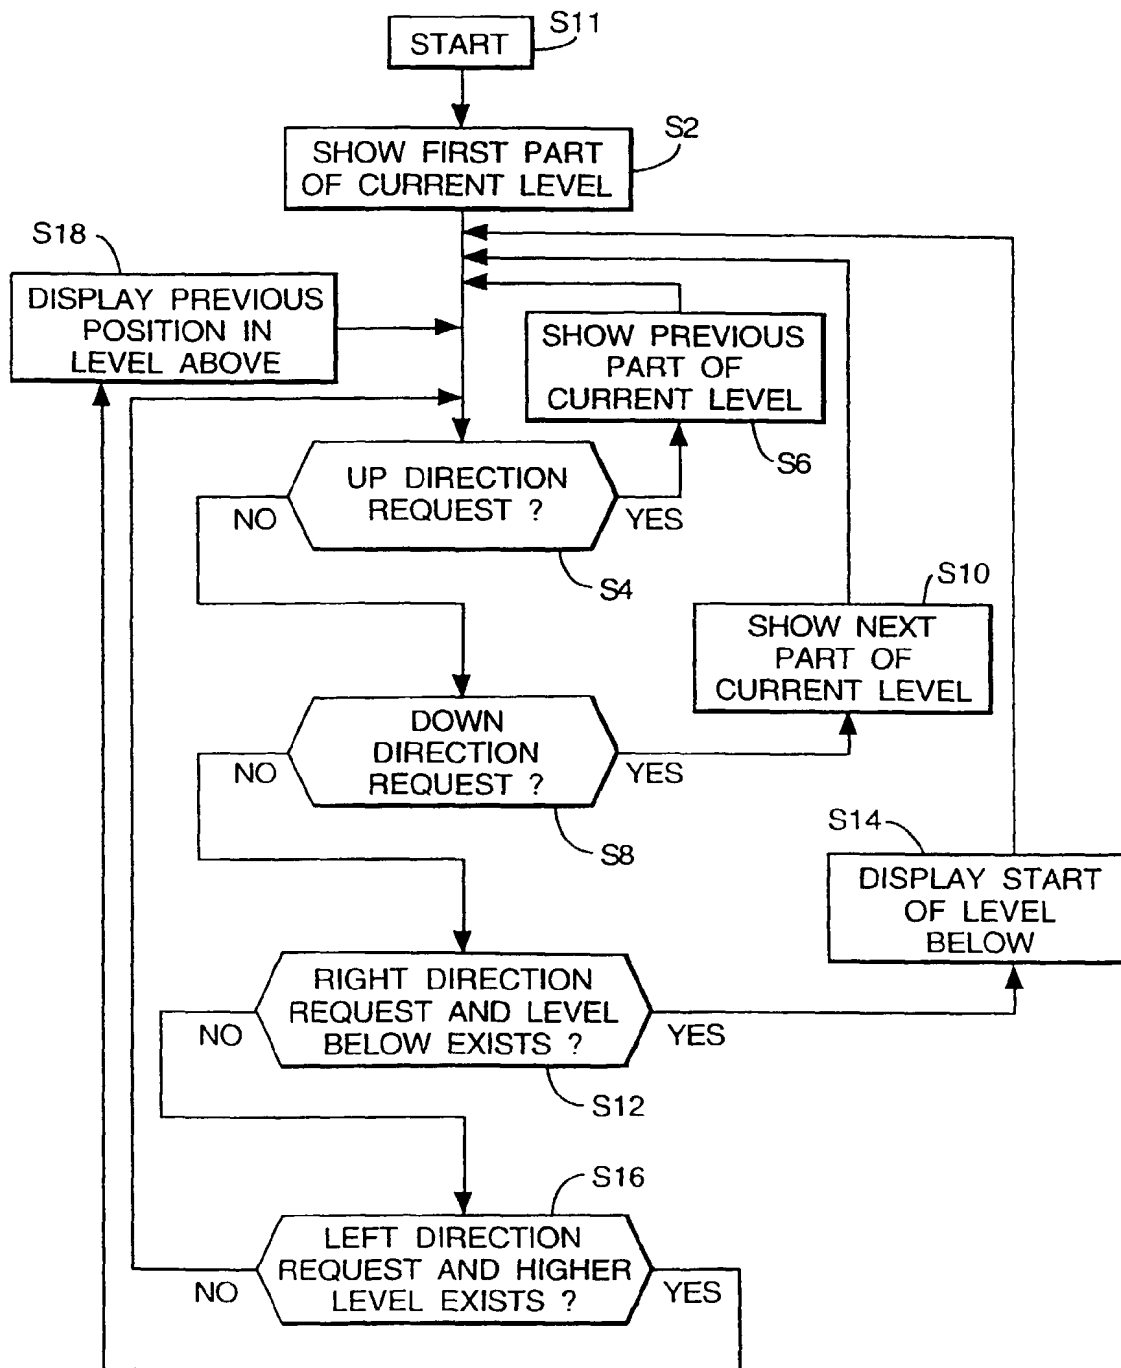 START
S11
SHOW FIRST PART
OF CURRENT LEVEL
S2
S18
DISPLAY PREVIOUS
POSITION IN
LEVEL ABOVE
SHOW PREVIOUS
PART OF
CURRENT LEVEL
S6
UP DIRECTION
REQUEST ?
NO
YES
S4
S10
SHOW NEXT
PART OF
CURRENT LEVEL
DOWN
DIRECTION
REQUEST ?
NO
YES
S8
S14
DISPLAY START
OF LEVEL
BELOW
RIGHT DIRECTION
REQUEST AND LEVEL
BELOW EXISTS ?
NO
YES
S12
S16
LEFT DIRECTION
REQUEST AND HIGHER
LEVEL EXISTS ?
NO
YES